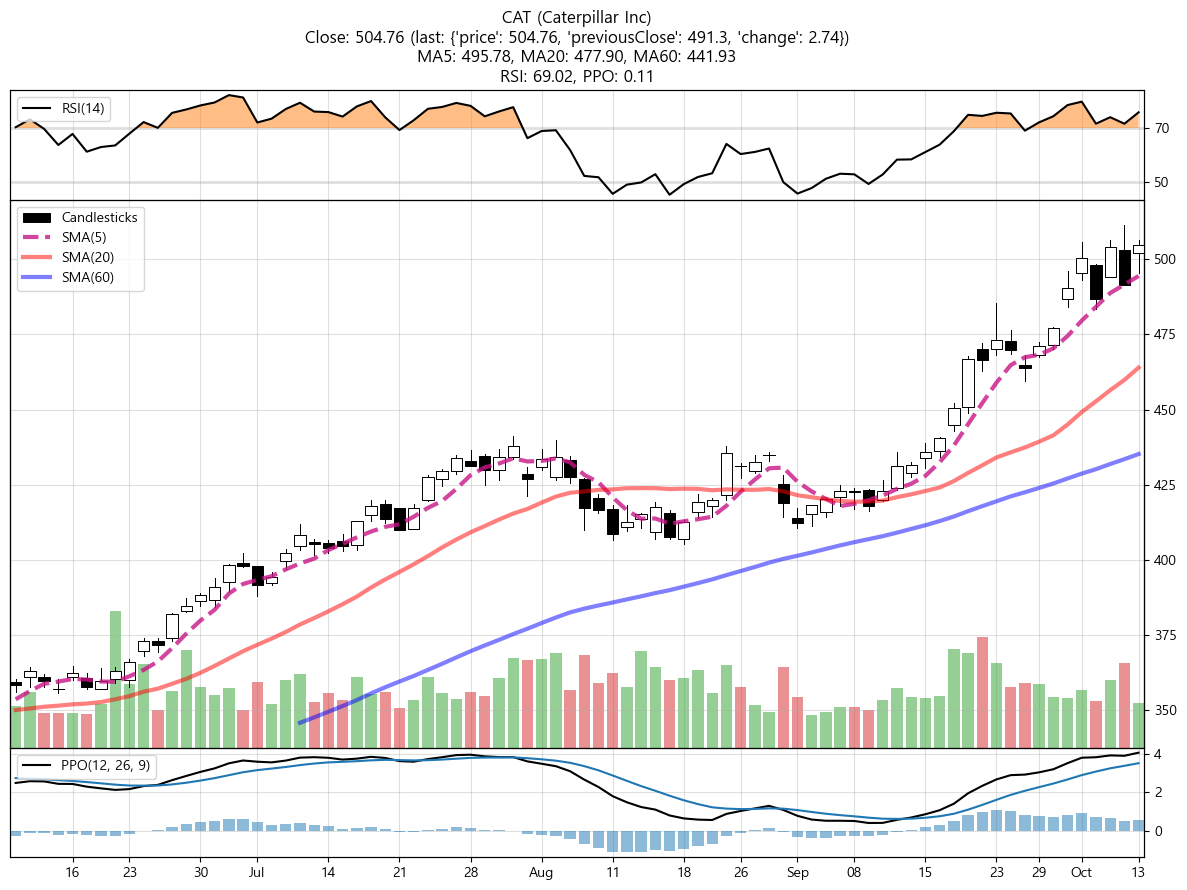 CAT (Caterpillar Inc)
Close: 504.76 (last: {'price': 504.76, 'previousClose': 491.3, 'change': 2.74})
MA5: 495.78, MA20: 477.90, MA60: 441.93
RSI: 69.02, PPO: 0.11
RSI(14)
70
50
Candlesticks
SMA(5)
SMA(20)
SMA(60)
500
475
450
425
400
375
350
PPO(12, 26, 9)
4
2
0
16 23 30 Jul 14 21 28 Aug 11 18 26 Sep 08 15 23 29 Oct 13